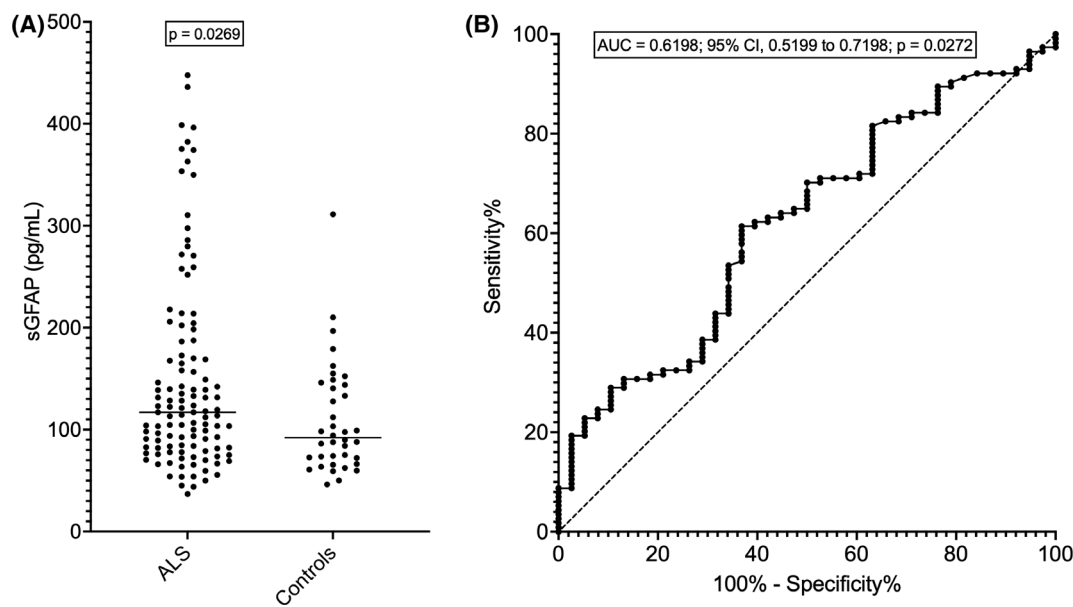 (A)
p = 0.0269
500
400
300
200
100
0
sGFAP (pg/mL)
ALS
Controls
(B)
AUC = 0.6198; 95% CI, 0.5199 to 0.7198; p = 0.0272
100
80
60
40
20
0
Sensitivity%
0 20 40 60 80 100
100% - Specificity%